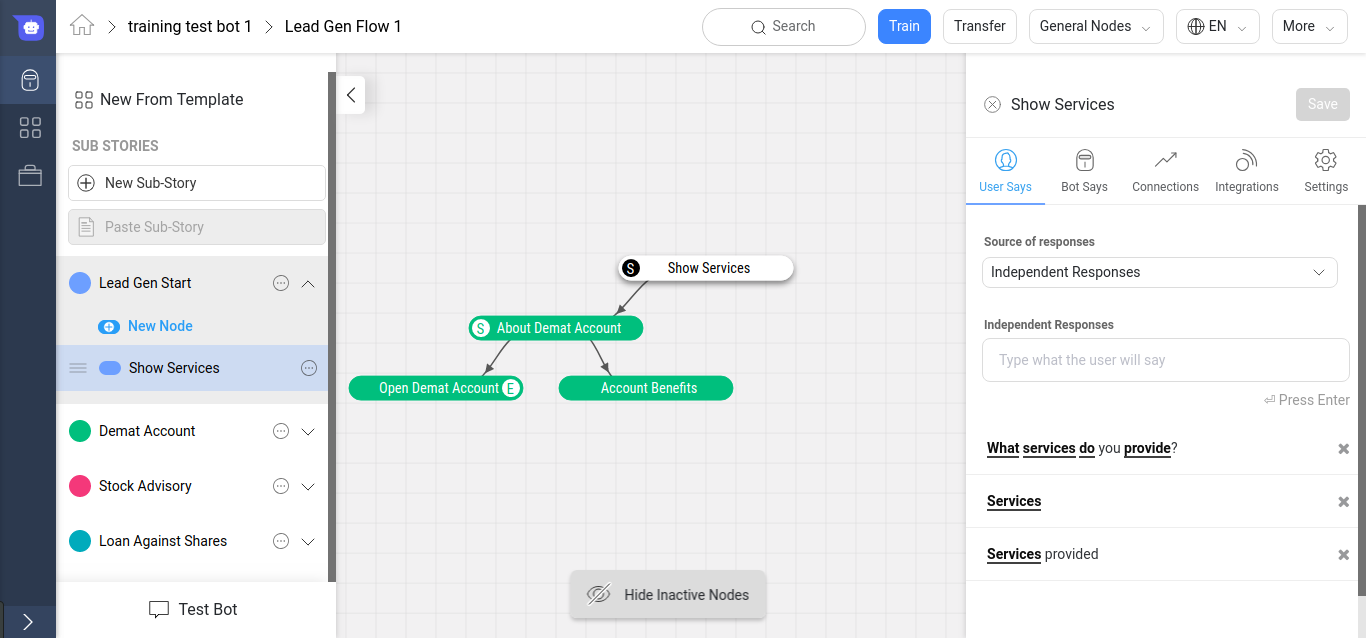 training test bot 1
Lead Gen Flow 1
Search
Train
Transfer
General Nodes
EN
More
New From Template
SUB STORIES
New Sub-Story
Paste Sub-Story
Lead Gen Start
New Node
Show Services
Demat Account
Stock Advisory
Loan Against Shares
Test Bot
S Show Services
S About Demat Account
Open Demat Account E
Account Benefits
Hide Inactive Nodes
Show Services
Save
User Says
Bot Says
Connections
Integrations
Settings
Source of responses
Independent Responses
Independent Responses
Type what the user will say
⏎ Press Enter
What services do you provide?
Services
Services provided